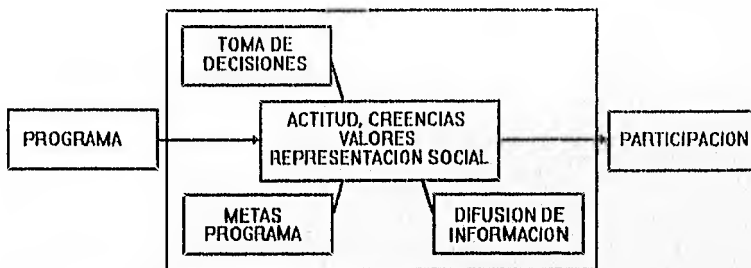 TOMA DE
DECISIONES
PROGRAMA
ACTITUD, CREENCIAS
VALORES
REPRESENTACION SOCIAL
PARTICIPACION
METAS
PROGRAMA
DIFUSION DE
INFORMACION